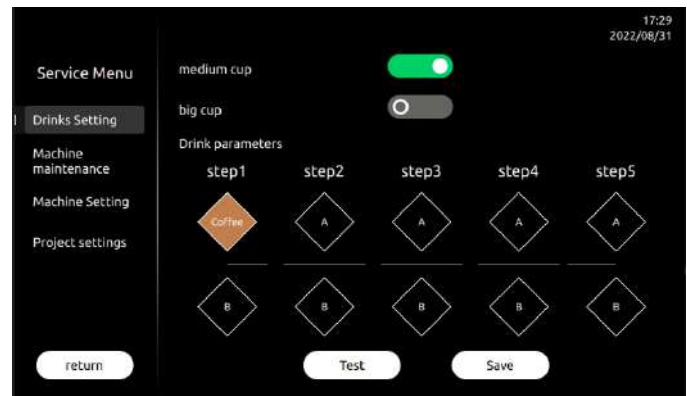 17:29
2022/08/31
Service Menu
Drinks Setting
Machine
maintenance
Machine Setting
Project settings
return
medium cup
big cup
Drink parameters
step1 step2 step3 step4 step5
Coffee A A A A
B B B B B
Test Save